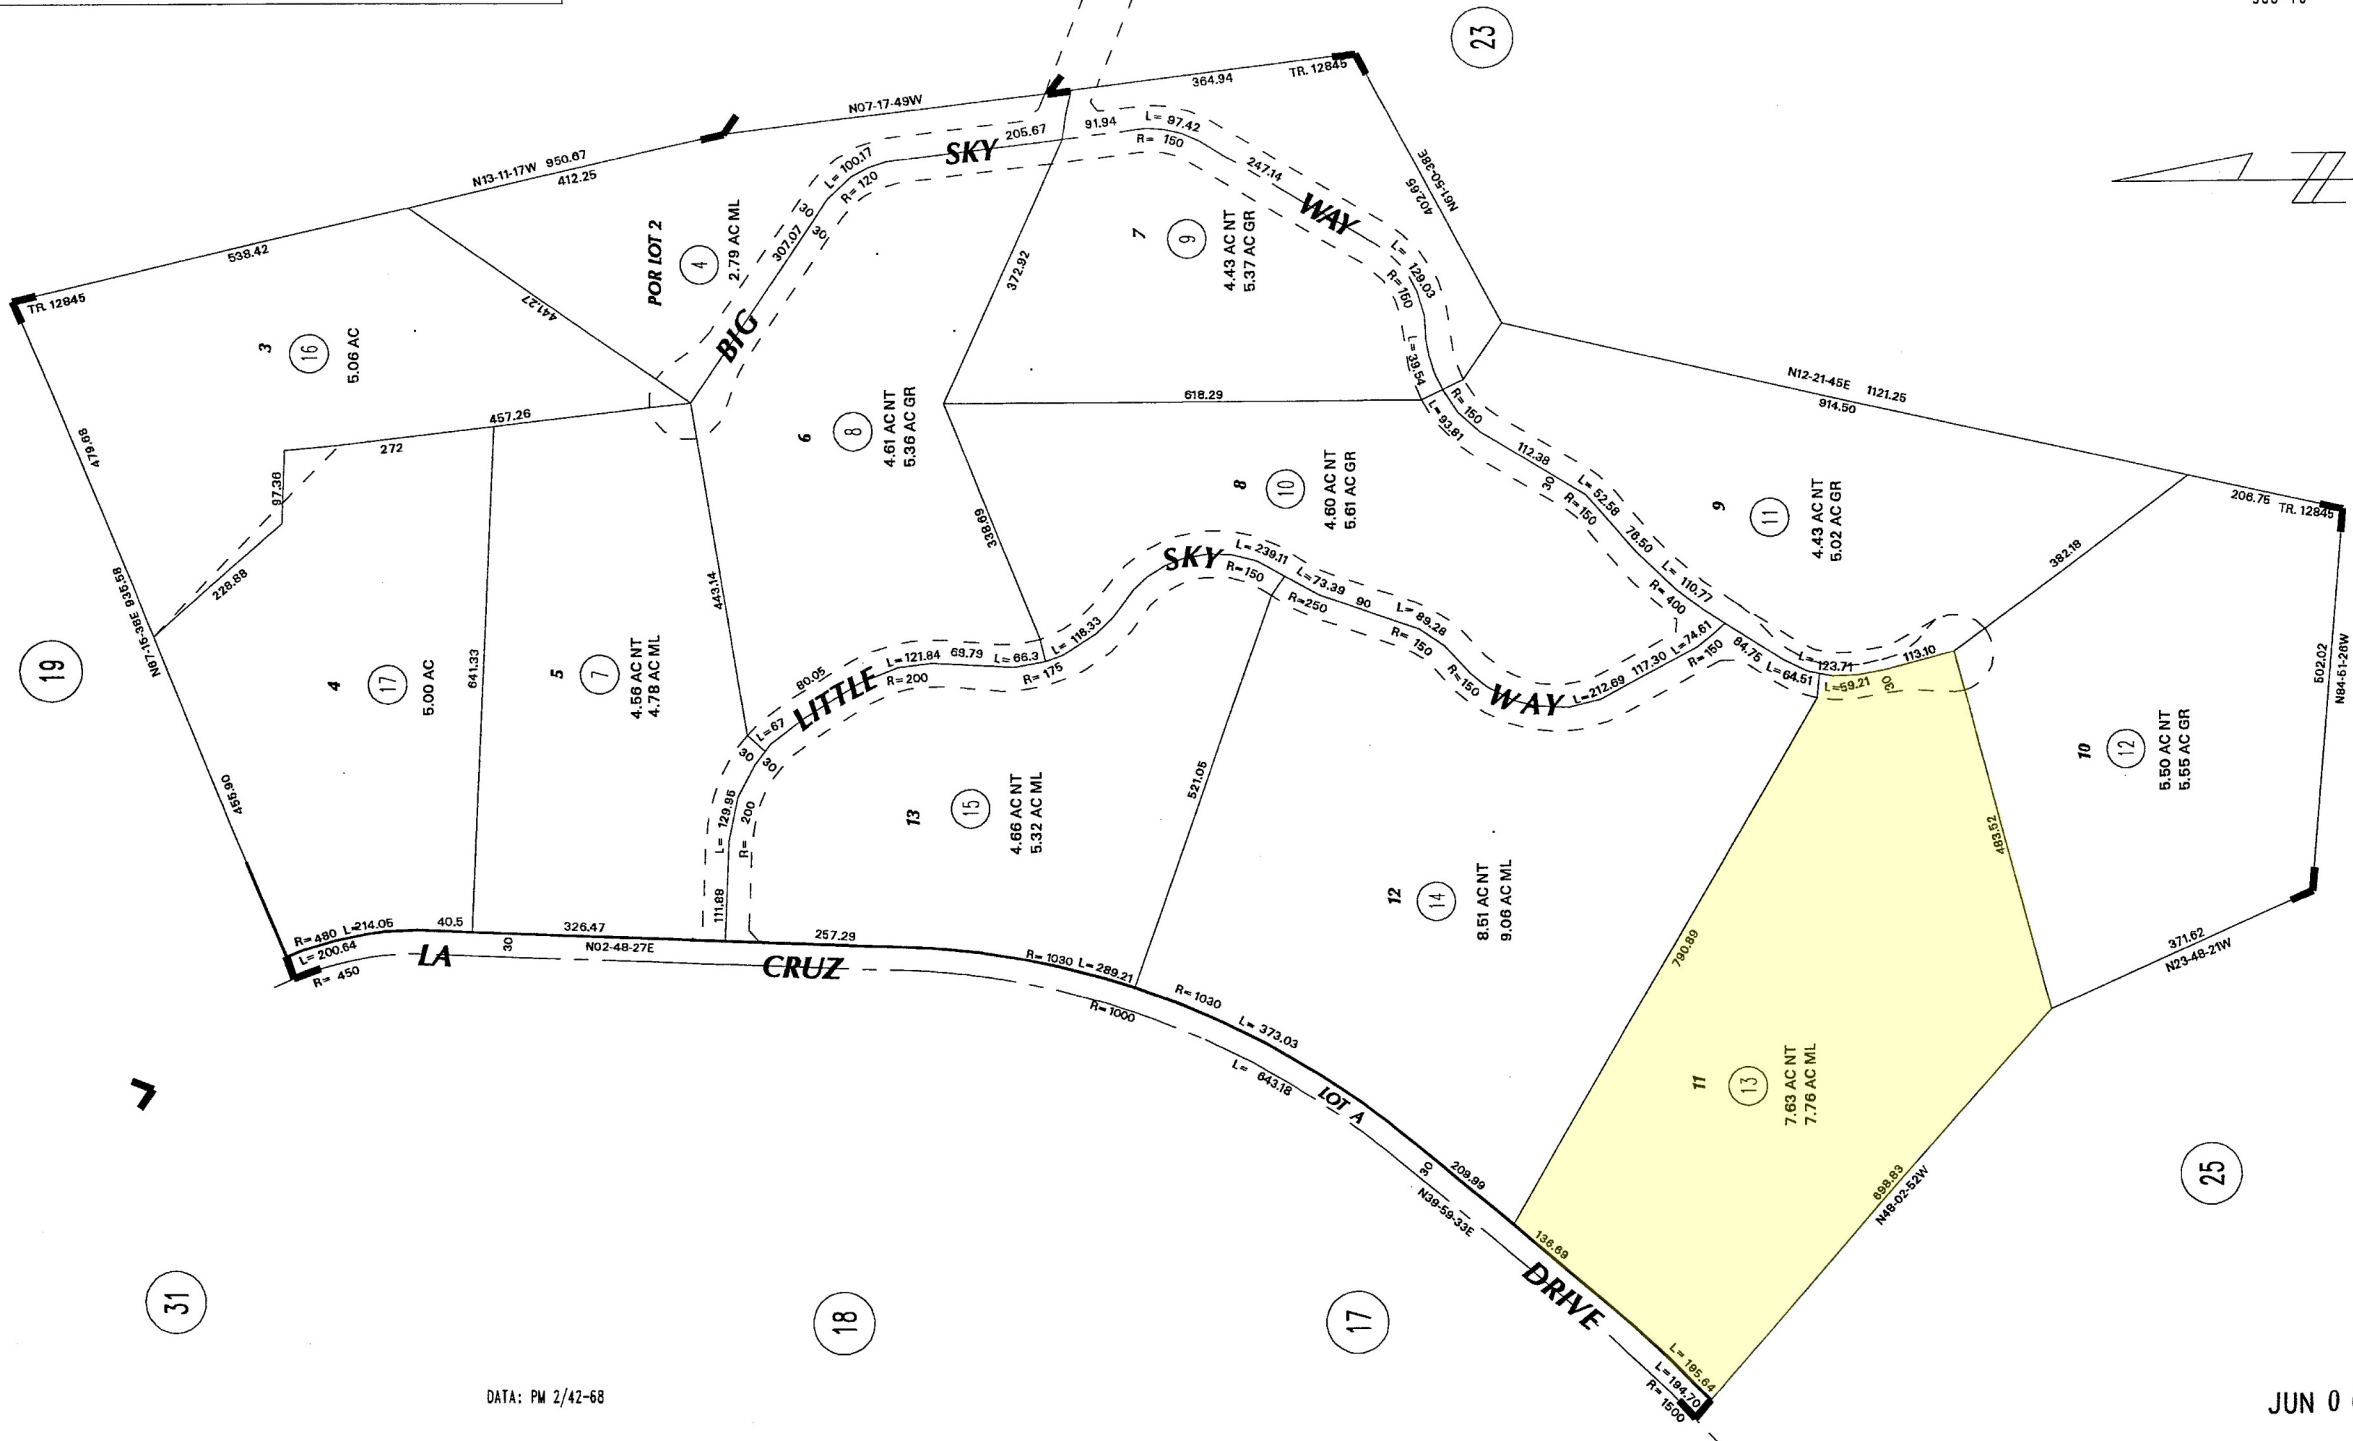 23
TR. 12845
364.94
N07-17-49W
N13-11-17W 950.67
412.25
538.42
TR. 12845
N61-50-38E
402.65
BIG SKY WAY
205.67
91.94
L= 97.42
R= 150
247.14
L= 129.03
R= 150
L= 39.54
L= 100.17
R= 120
30
307.07
30
POR LOT 2
4
2.79 AC ML
441.27
3
16
5.06 AC
479.68
N67-16-38E 935.58
455.90
457.26
272
97.36
228.88
372.92
7
9
4.43 AC NT
5.37 AC GR
618.29
6
8
4.61 AC NT
5.36 AC GR
443.14
338.69
8
10
4.60 AC NT
5.61 AC GR
R= 150
L= 93.81
112.38
30
L= 52.58
R= 150
76.50
L= 110.77
R= 400
N12-21-45E 1121.25
914.50
206.75
TR. 12845
9
11
4.43 AC NT
5.02 AC GR
382.18
502.02
N84-51-26W
19
4
17
5.00 AC
641.33
5
7
4.56 AC NT
4.78 AC ML
LITTLE SKY WAY
111.88
L= 129.95
R= 200
30
30
L=67
80.05
L=121.84
R=200
69.79
L= 66.3
R= 175
L= 118.33
L= 239.11
R=150
L=73.39
R=250
90
L= 89.28
R= 150
R=150
L=212.69
117.30
L=74.61
R= 150
84.75
L=64.51
L= 123.71
L=59.21
30
113.10
13
15
4.66 AC NT
5.32 AC ML
521.05
12
14
8.51 AC NT
9.06 AC ML
790.89
483.52
10
12
5.50 AC NT
5.55 AC GR
371.62
N23-48-21W
11
13
7.63 AC NT
7.76 AC ML
698.83
N48-02-52W
LA CRUZ DRIVE
R= 480 L=214.05
L= 200.64
R= 450
40.5
30
326.47
N02-48-27E
257.29
R= 1030 L= 289.21
R= 1000
R= 1030
L= 373.03
L= 643.18
LOT A
30
209.99
N39-59-33E
136.69
L= 195.64
L= 194.70
R= 1500
31
18
17
25
DATA: PM 2/42-68
JUN 0